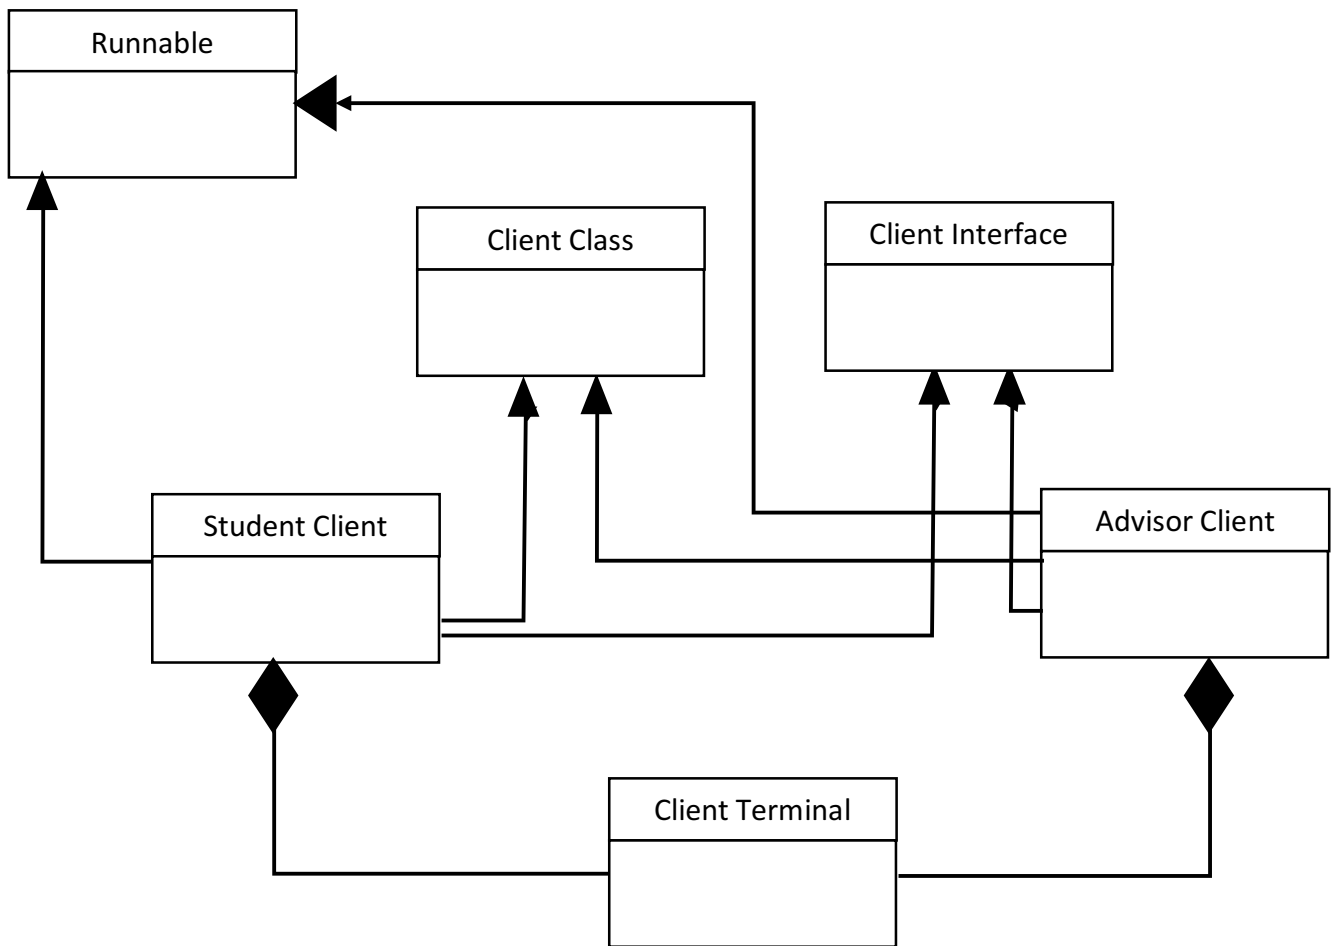 Runnable
Client Class
Client Interface
Student Client
Advisor Client
Client Terminal